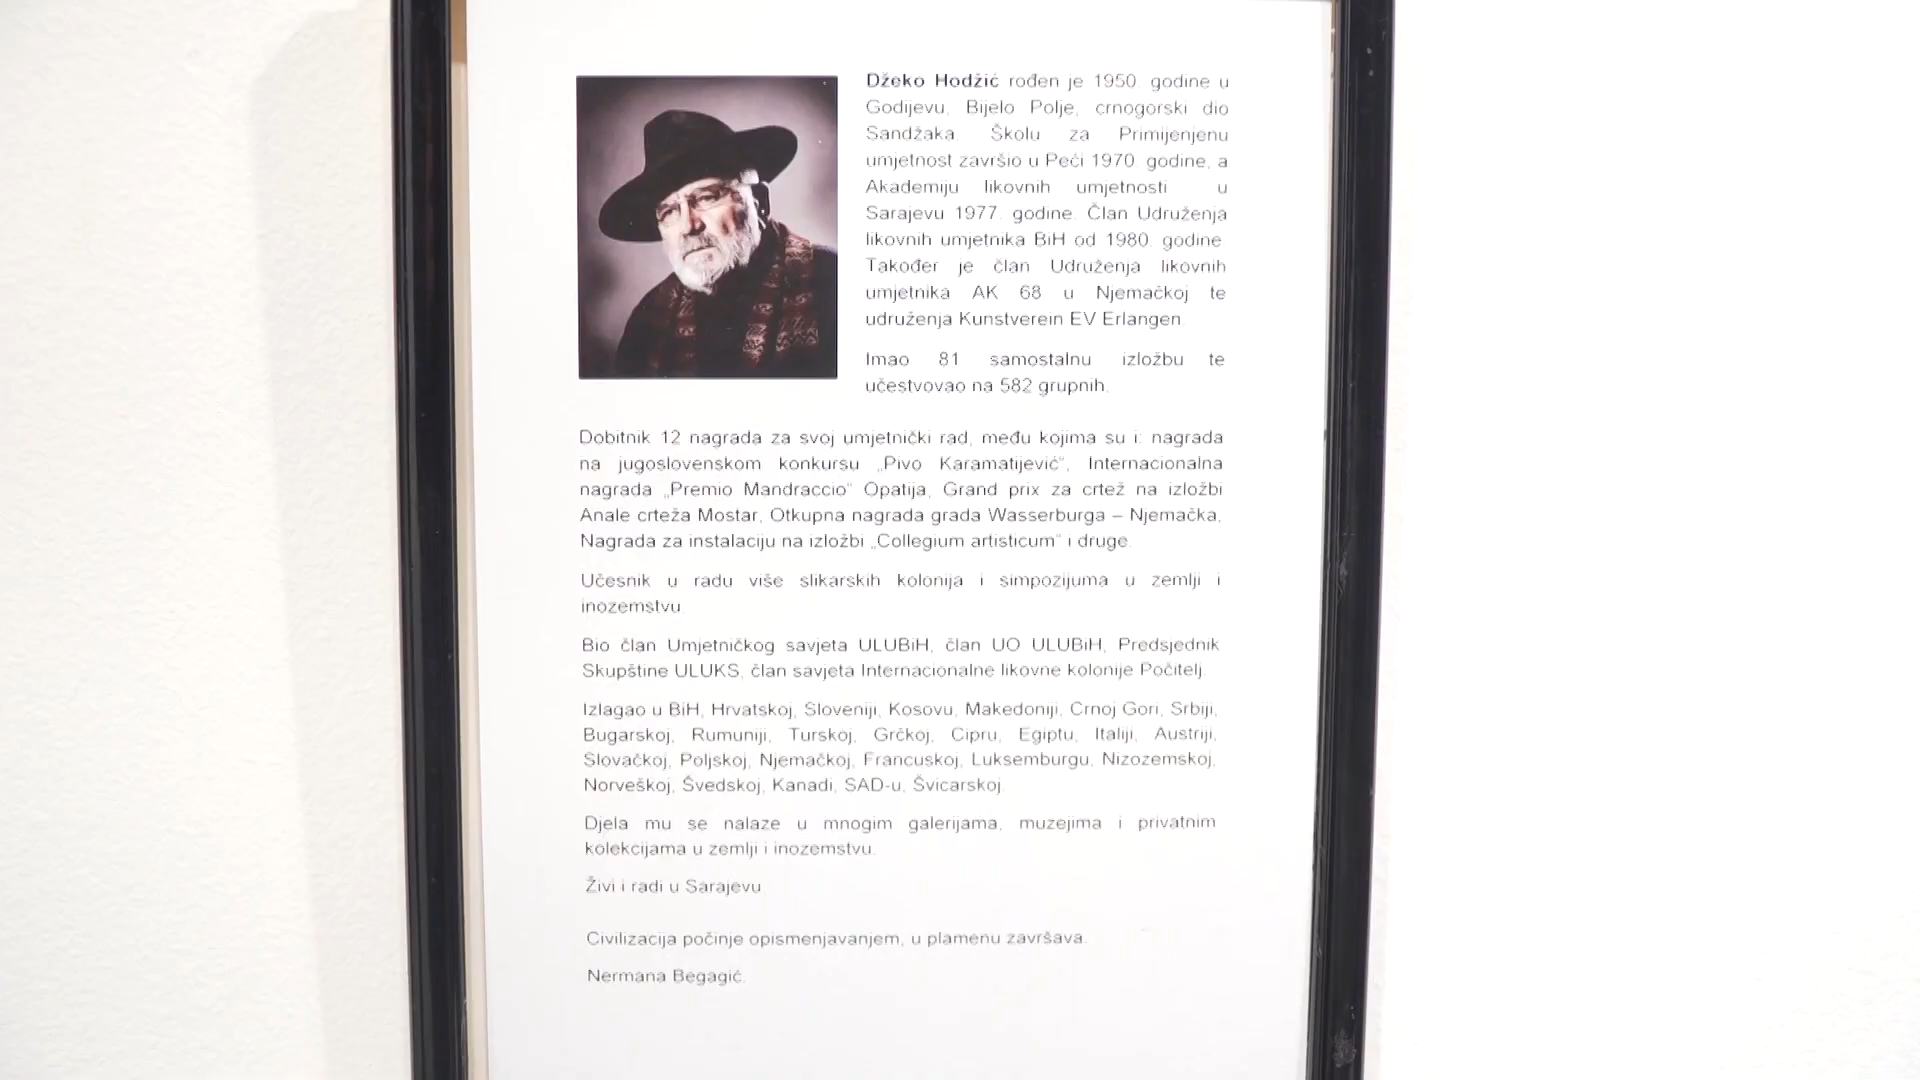 Džeko Hodžić rođen je 1950. godine u
Godijevu, Bijelo Polje, crnogorski dio
Sandžaka. Školu za Primijenjenu
umjetnost završio u Peći 1970. godine, a
Akademiju likovnih umjetnosti u
Sarajevu 1977. godine. Član Udruženja
likovnih umjetnika BiH od 1980. godine.
Također je član Udruženja likovnih
umjetnika AK 68 u Njemačkoj te
udruženja Kunstverein EV Erlangen.
Imao 81 samostalnu izložbu te
učestvovao na 582 grupnih.
Dobitnik 12 nagrada za svoj umjetnički rad, među kojima su i: nagrada
na jugoslovenskom konkursu „Pivo Karamatijević“, Internacionalna
nagrada „Premio Mandraccio“ Opatija, Grand prix za crtež na izložbi
Anale crteža Mostar, Otkupna nagrada grada Wasserburga – Njemačka,
Nagrada za instalaciju na izložbi „Collegium artisticum“ i druge.
Učesnik u radu više slikarskih kolonija i simpozijuma u zemlji i
inozemstvu.
Bio član Umjetničkog savjeta ULUBiH, član UO ULUBiH, Predsjednik
Skupštine ULUKS, član savjeta Internacionalne likovne kolonije Počitelj.
Izlagao u BiH, Hrvatskoj, Sloveniji, Kosovu, Makedoniji, Crnoj Gori, Srbiji,
Bugarskoj, Rumuniji, Turskoj, Grčkoj, Cipru, Egiptu, Italiji, Austriji,
Slovačkoj, Poljskoj, Njemačkoj, Francuskoj, Luksemburgu, Nizozemskoj,
Norveškoj, Švedskoj, Kanadi, SAD-u, Švicarskoj.
Djela mu se nalaze u mnogim galerijama, muzejima i privatnim
kolekcijama u zemlji i inozemstvu.
Živi i radi u Sarajevu.
Civilizacija počinje opismenjavanjem, u plamenu završava.
Nermana Begagić.